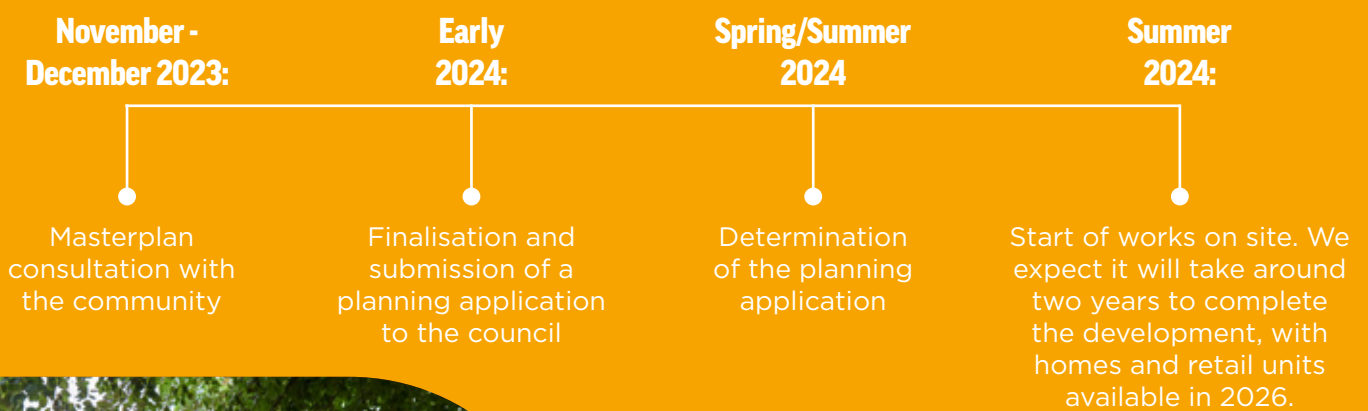 November -
December 2023:
Early
2024:
Spring/Summer
2024
Summer
2024:
Masterplan
consultation with
the community
Finalisation and
submission of a
planning application
to the council
Determination
of the planning
application
Start of works on site. We
expect it will take around
two years to complete
the development, with
homes and retail units
available in 2026.